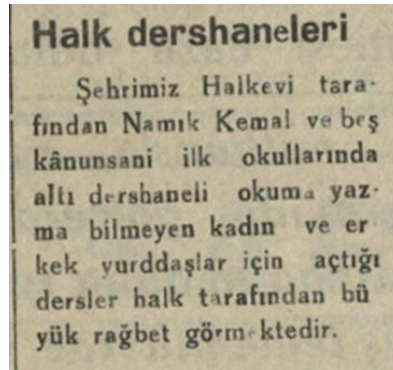 Halk dershaneleri
Şehrimiz Halkevi tara-
fından Namık Kemal ve beş
kânunsani ilk okullarında
altı dershaneli okuma yaz-
ma bilmeyen kadın ve er
kek yurddaşlar için açtığı
dersler halk tarafından bü
yük rağbet görmektedir.